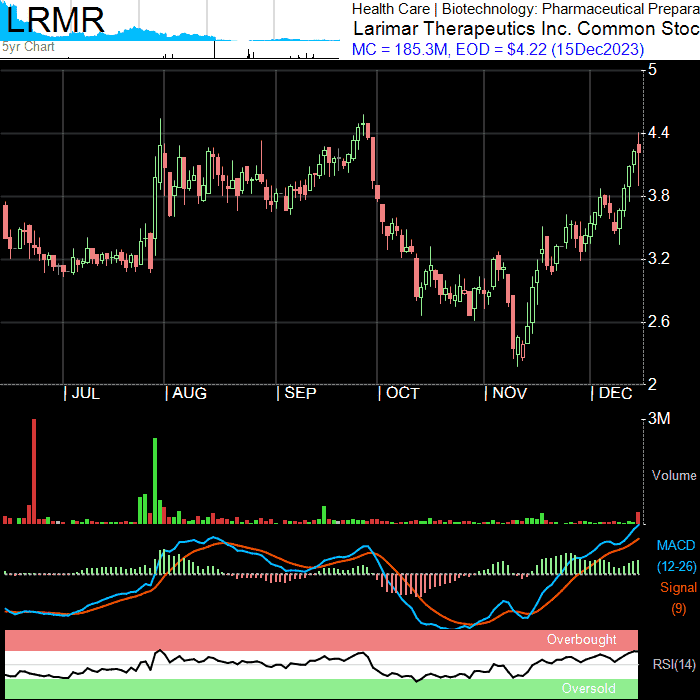 LRMR
5yr Chart
Health Care | Biotechnology: Pharmaceutical Prepara
Larimar Therapeutics Inc. Common Stoc
MC = 185.3M, EOD = $4.22 (15Dec2023)
5
4.4
3.8
3.2
2.6
2
| JUL | AUG | SEP | OCT | NOV | DEC
3M
Volume
MACD
(12-26)
Signal
(9)
Overbought
RSI(14)
Oversold